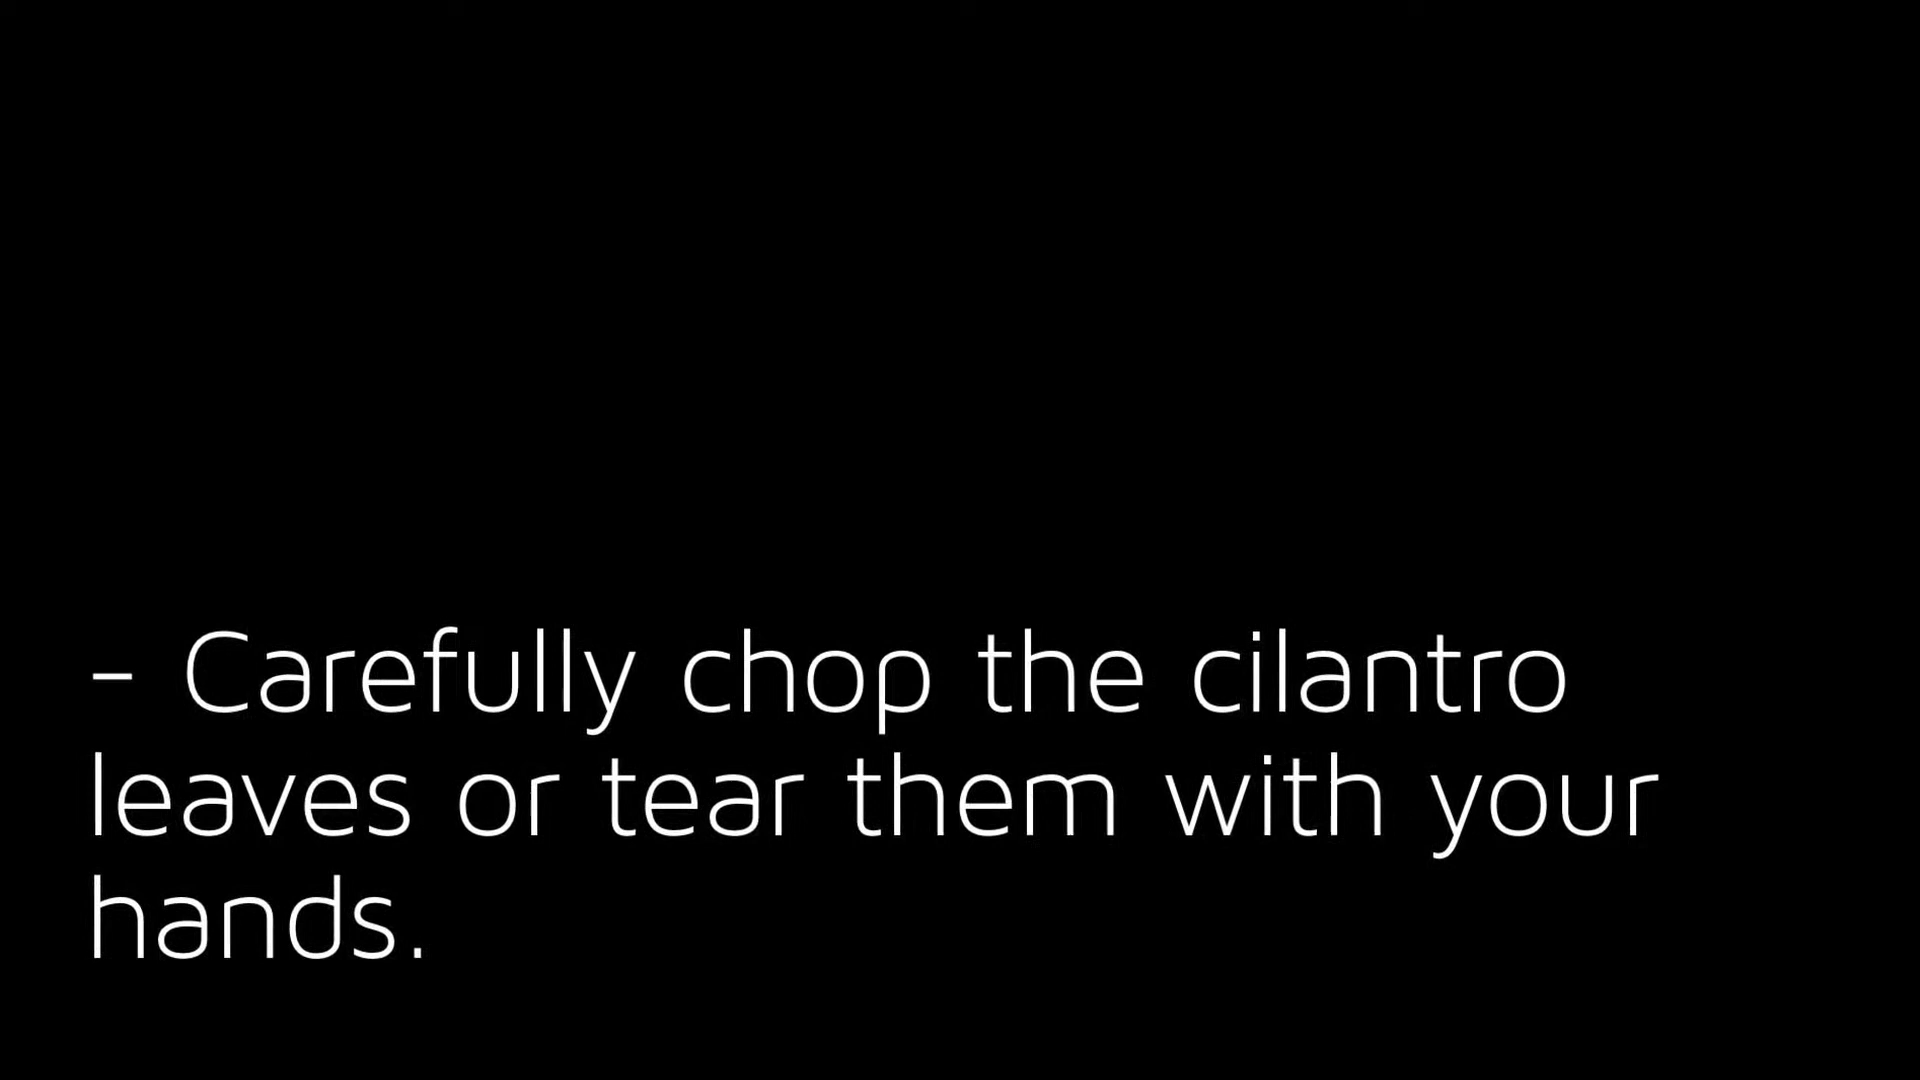 - Carefully chop the cilantro
leaves or tear them with your
hands.